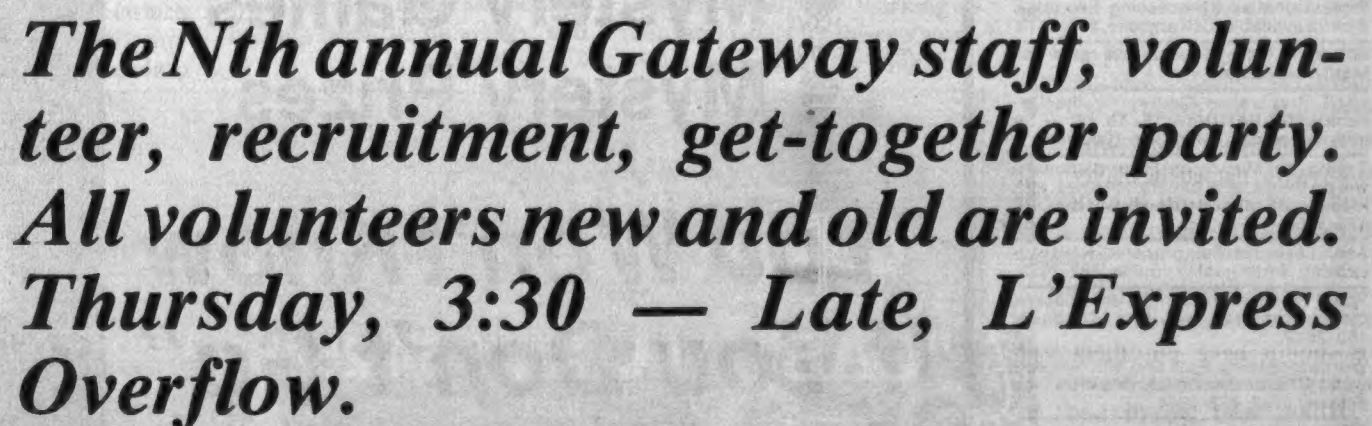 The Nth annual Gateway staff, volun-
teer, recruitment, get-together party.
All volunteers new and old are invited.
Thursday, 3:30 — Late, L'Express
Overflow.